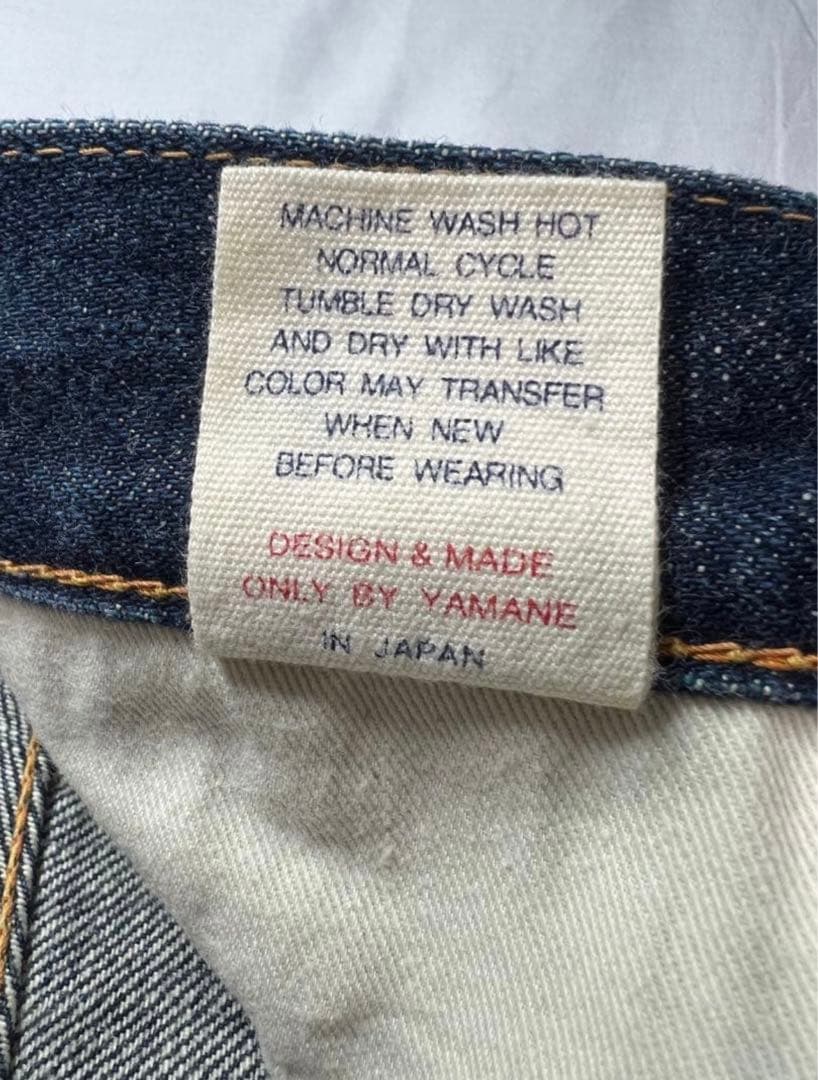 MACHINE WASH HOT
NORMAL CYCLE
TUMBLE DRY WASH
AND DRY WITH LIKE
COLOR MAY TRANSFER
WHEN NEW
BEFORE WEARING
DESIGN & MADE
ONLY BY YAMANE
IN JAPAN